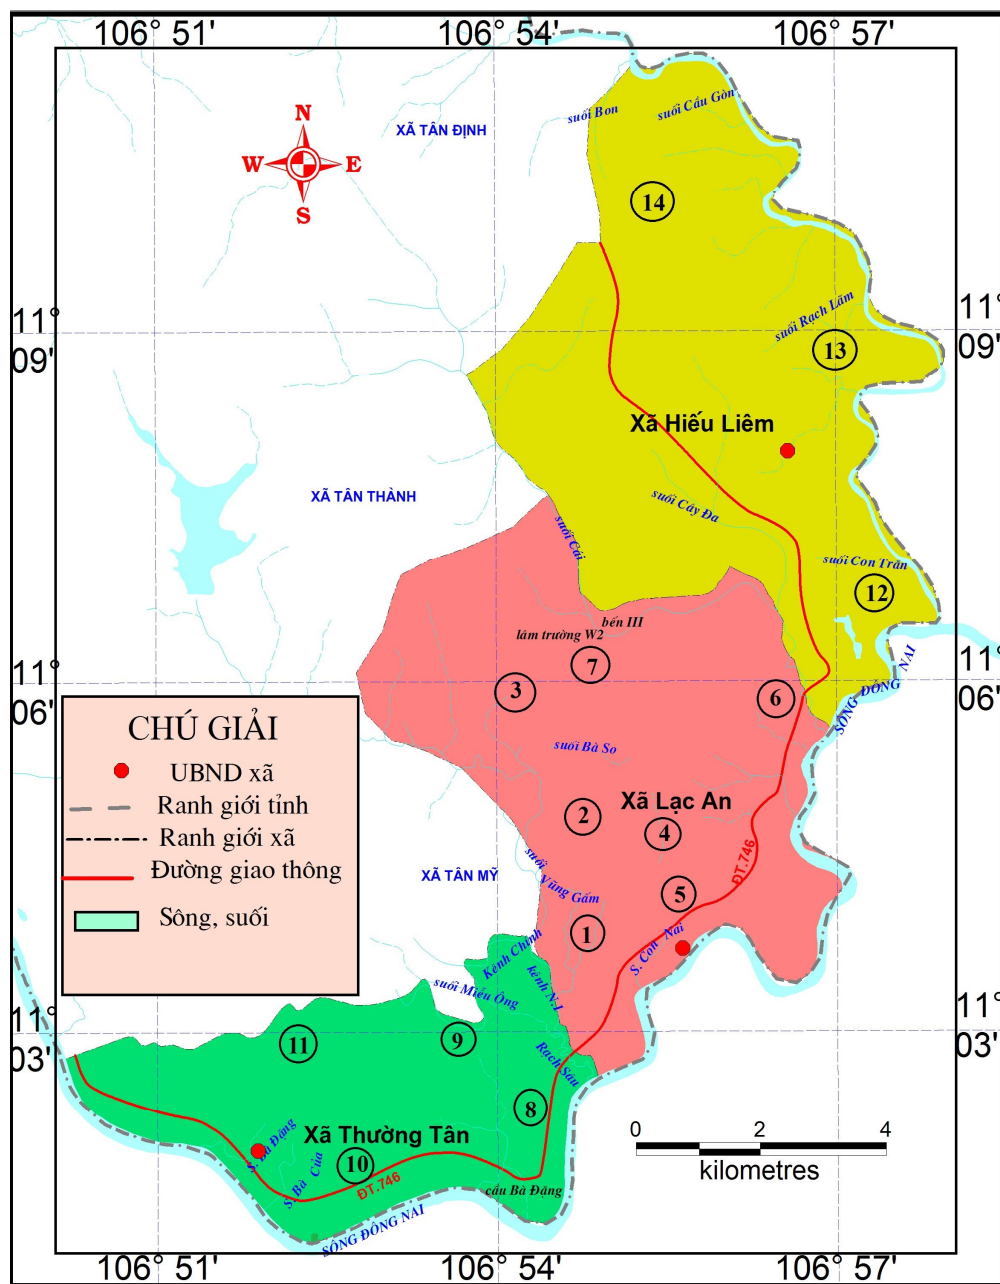 106° 51'
106° 54'
106° 57'
suối Bon
suối Cầu Gòn
XÃ TÂN ĐỊNH
N
W
E
S
14
suối Rạch Lãm
11°
09'
11°
09'
13
Xã Hiếu Liêm
XÃ TÂN THÀNH
suối Cây Đa
suối Cái
suối Con Trăn
12
bến III
lâm trường W2
7
SÔNG ĐỒNG NAI
11°
06'
11°
06'
3
6
CHÚ GIẢI
UBND xã
Ranh giới tỉnh
Ranh giới xã
Đường giao thông
Sông, suối
suối Bà So
Xã Lạc An
2
4
ĐT.746
suối
Vũng Gấm
XÃ TÂN MỸ
5
1
S. Con Nai
Kênh Chính
kênh N.1
suối Miễu Ông
11°
03'
11°
03'
11
9
Rạch Sấu
8
0
2
4
kilometres
Xã Thường Tân
S. Bà Đặng
S. Bà Của
10
ĐT.746
cầu Bà Đặng
SÔNG ĐỒNG NAI
106° 51'
106° 54'
106° 57'